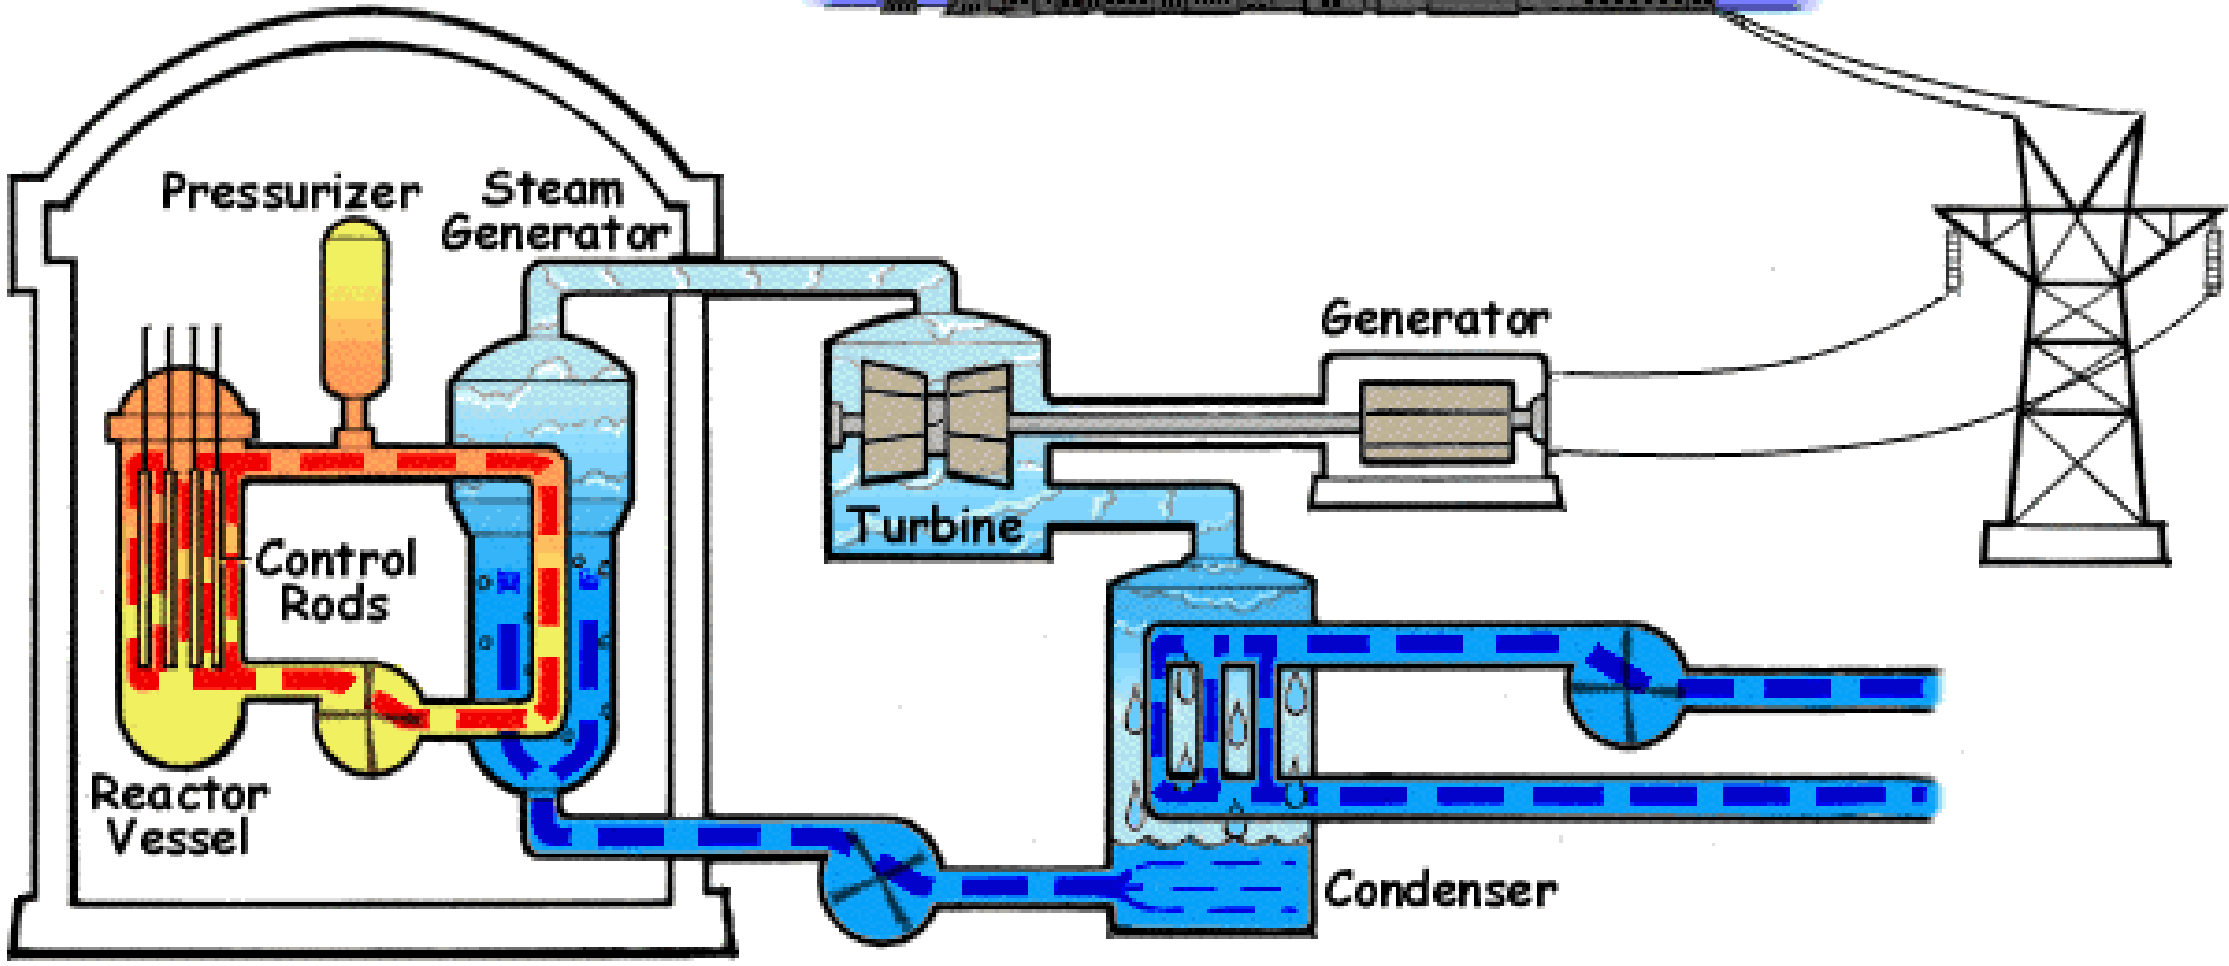 Pressurizer
Steam
Generator
Generator
Turbine
Control
Rods
Reactor
Vessel
Condenser